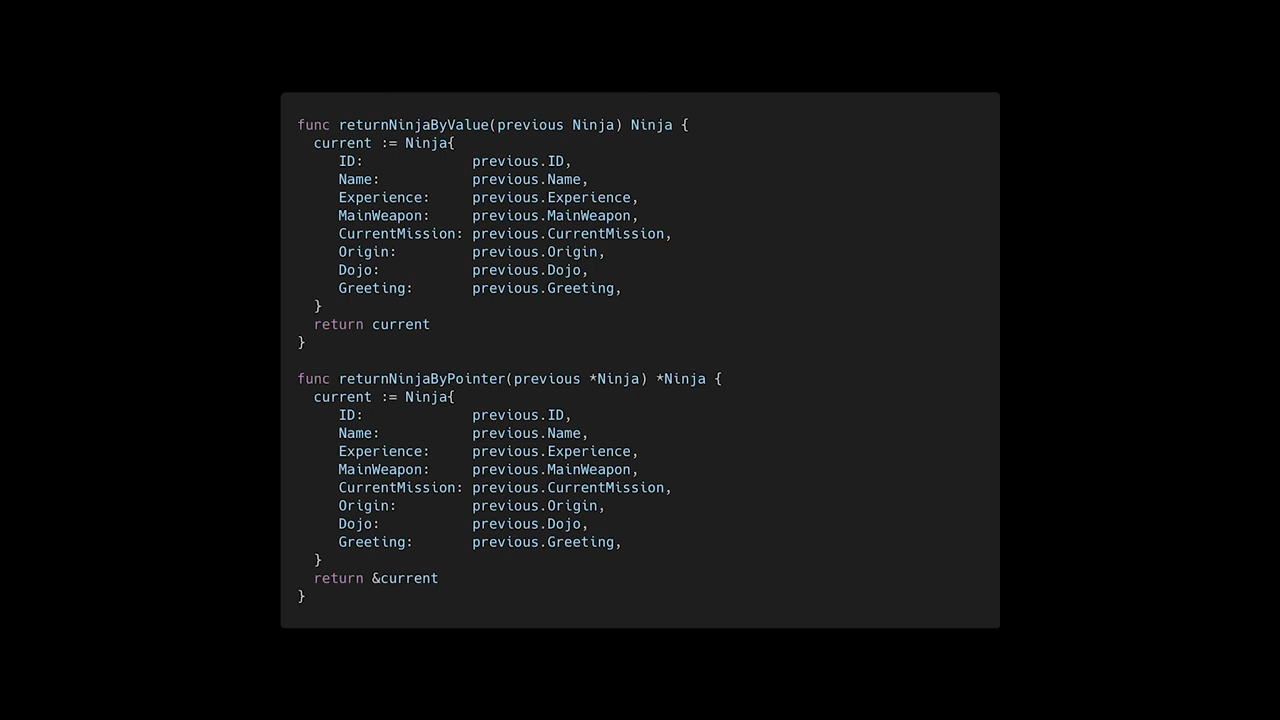 func returnNinjaByValue(previous Ninja) Ninja {
  current := Ninja{
     ID:             previous.ID,
     Name:           previous.Name,
     Experience:     previous.Experience,
     MainWeapon:     previous.MainWeapon,
     CurrentMission: previous.CurrentMission,
     Origin:         previous.Origin,
     Dojo:           previous.Dojo,
     Greeting:       previous.Greeting,
  }
  return current
}

func returnNinjaByPointer(previous *Ninja) *Ninja {
  current := Ninja{
     ID:             previous.ID,
     Name:           previous.Name,
     Experience:     previous.Experience,
     MainWeapon:     previous.MainWeapon,
     CurrentMission: previous.CurrentMission,
     Origin:         previous.Origin,
     Dojo:           previous.Dojo,
     Greeting:       previous.Greeting,
  }
  return &current
}